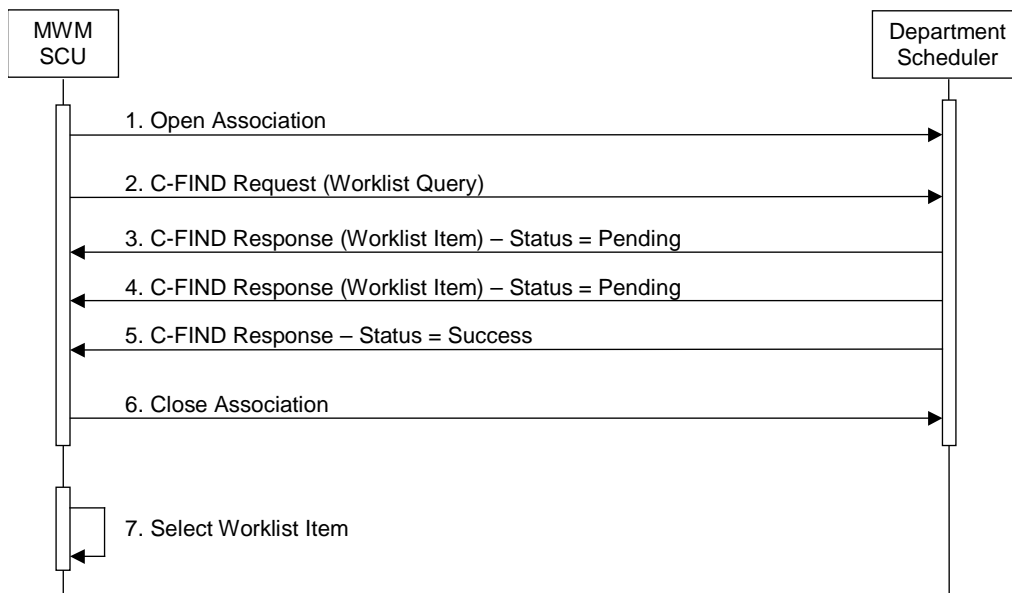 MWM
SCU
Department
Scheduler
1. Open Association
2. C-FIND Request (Worklist Query)
3. C-FIND Response (Worklist Item) – Status = Pending
4. C-FIND Response (Worklist Item) – Status = Pending
5. C-FIND Response – Status = Success
6. Close Association
7. Select Worklist Item